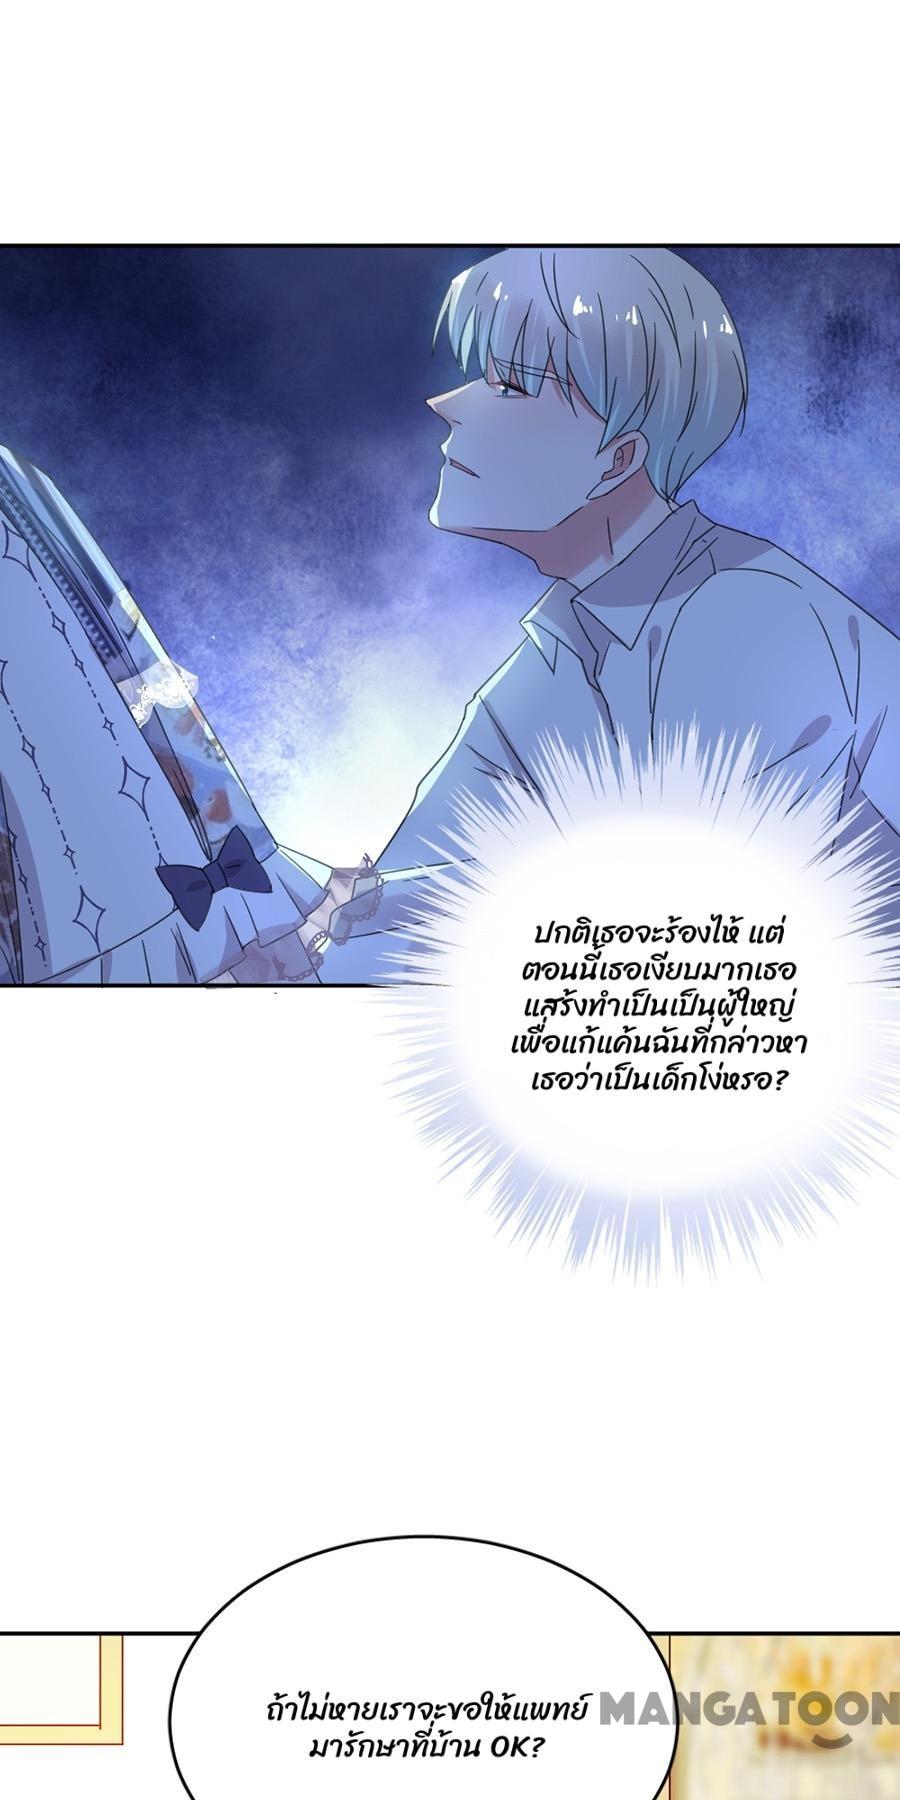 ปกติเธอจะร้องไห้ แต่
ตอนนี้เธอเงียบมากเธอ
แสร้งทำเป็นเป็นผู้ใหญ่
เพื่อแก้แค้นฉันที่กล่าวหา
เธอว่าเป็นเด็กโง่หรอ?
ถ้าไม่หายเราจะขอให้แพทย์
มารักษาที่บ้าน OK?
MANGATOON